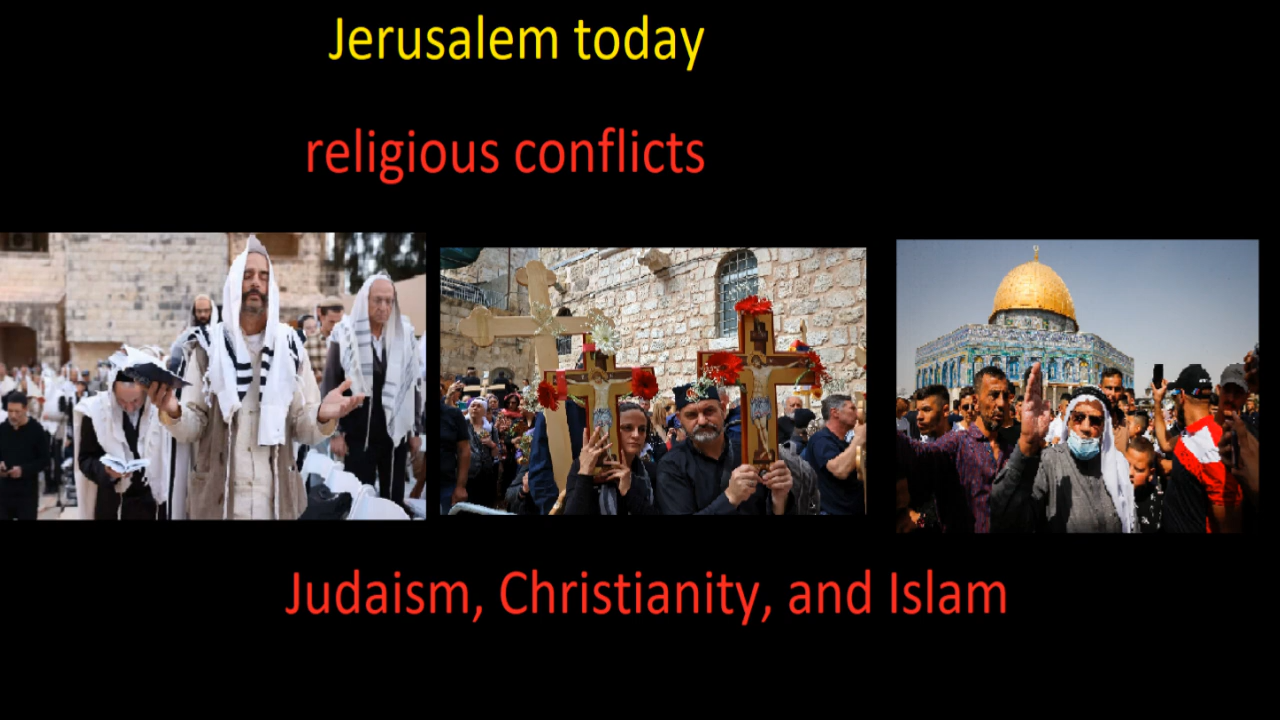 Jerusalem today
religious conflicts
Judaism, Christianity, and Islam